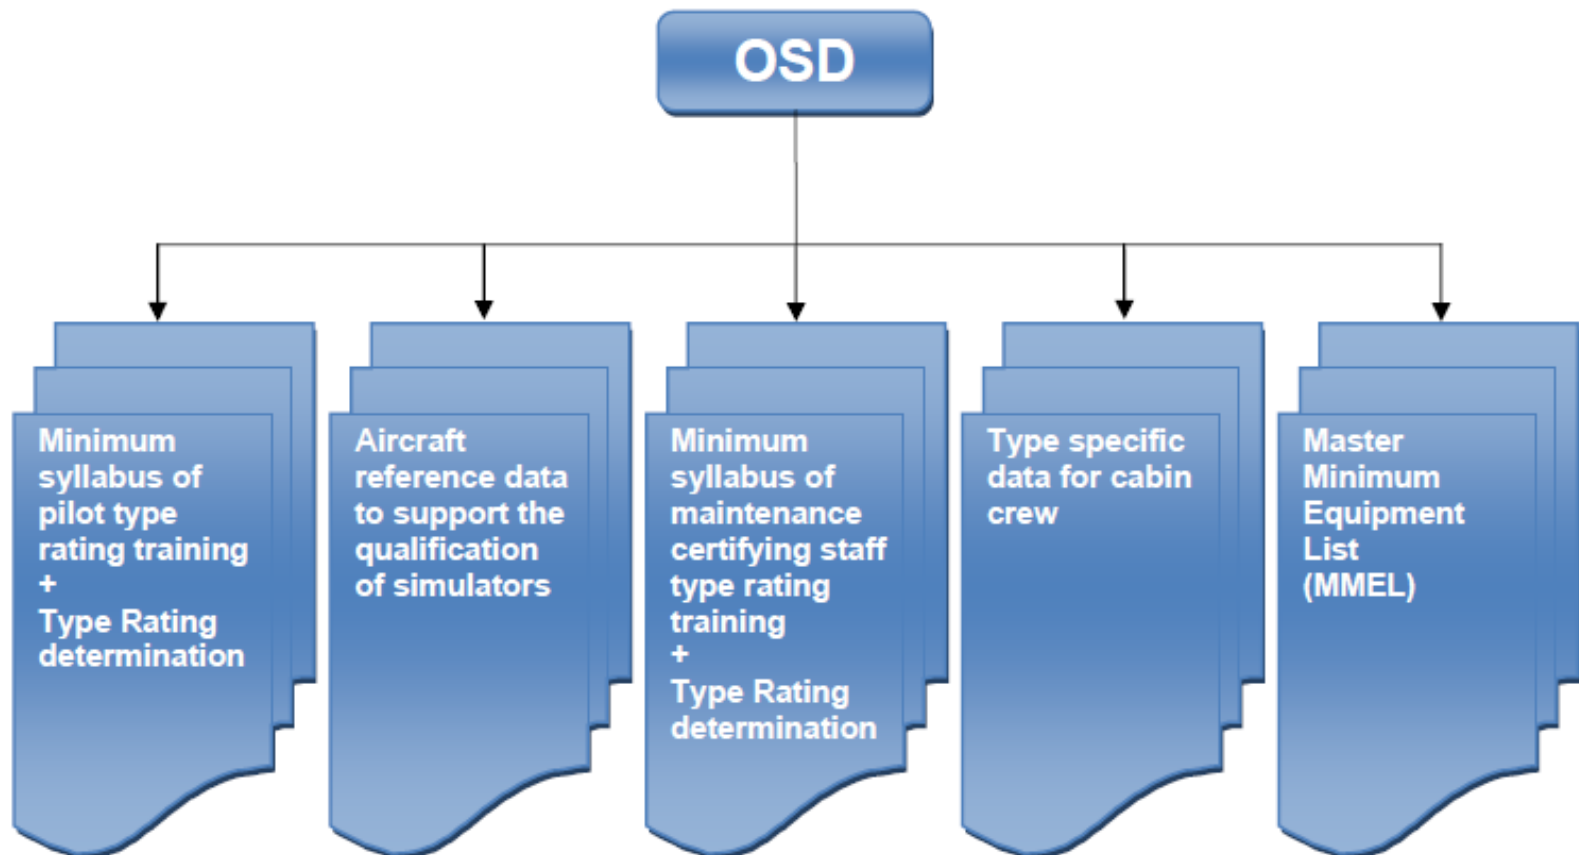 OSD
Minimum
syllabus of
pilot type
rating training
+
Type Rating
determination
Aircraft
reference data
to support the
qualification
of simulators
Minimum
syllabus of
maintenance
certifying staff
type rating
training
+
Type Rating
determination
Type specific
data for cabin
crew
Master
Minimum
Equipment
List
(MMEL)